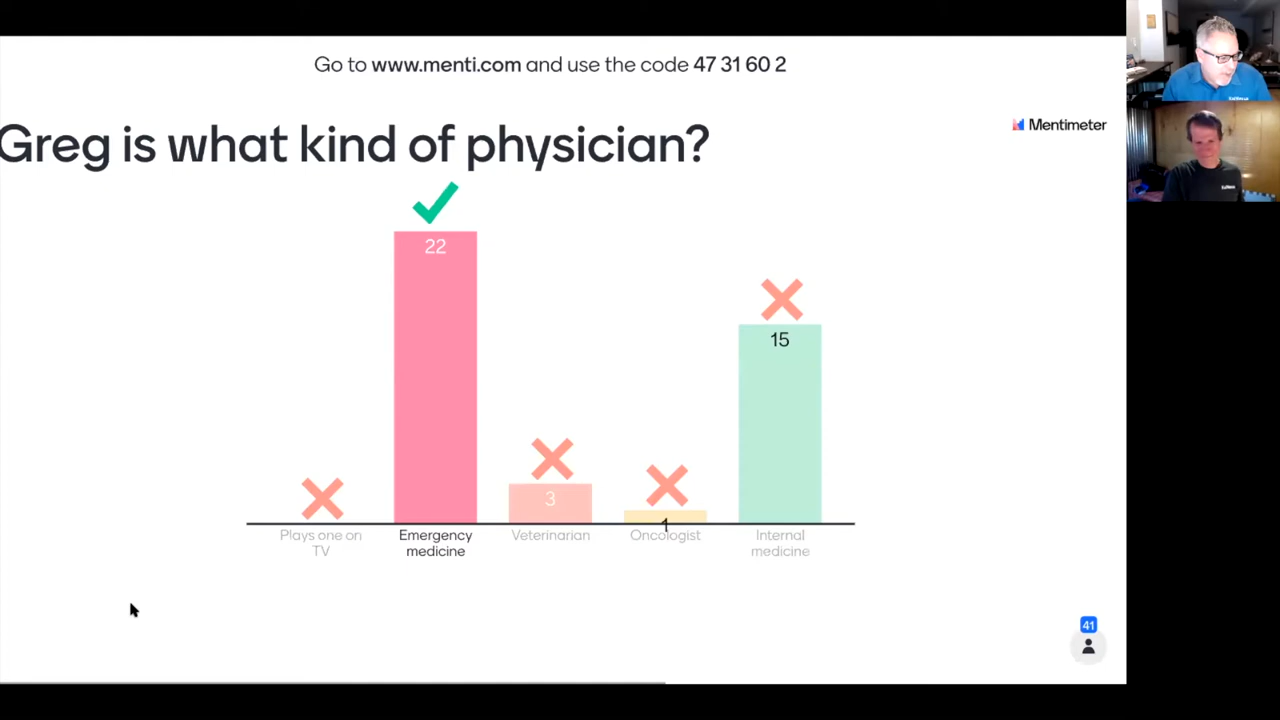 Go to www.menti.com and use the code 47 31 60 2
Greg is what kind of physician?
Mentimeter
22
15
3
1
Plays one on
TV
Emergency
medicine
Veterinarian
Oncologist
Internal
medicine
41